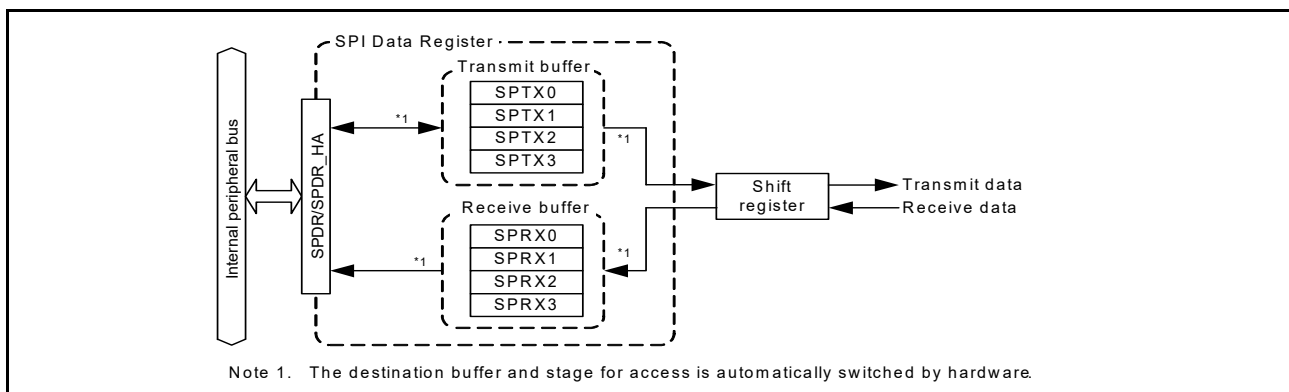 SPI Data Register
Transmit buffer
SPTX0
SPTX1
SPTX2
SPTX3
*1
*1
Internal peripheral bus
SPDR/SPDR_HA
Shift
register
Transmit data
Receive data
Receive buffer
SPRX0
SPRX1
SPRX2
SPRX3
*1
*1
Note 1. The destination buffer and stage for access is automatically switched by hardware.